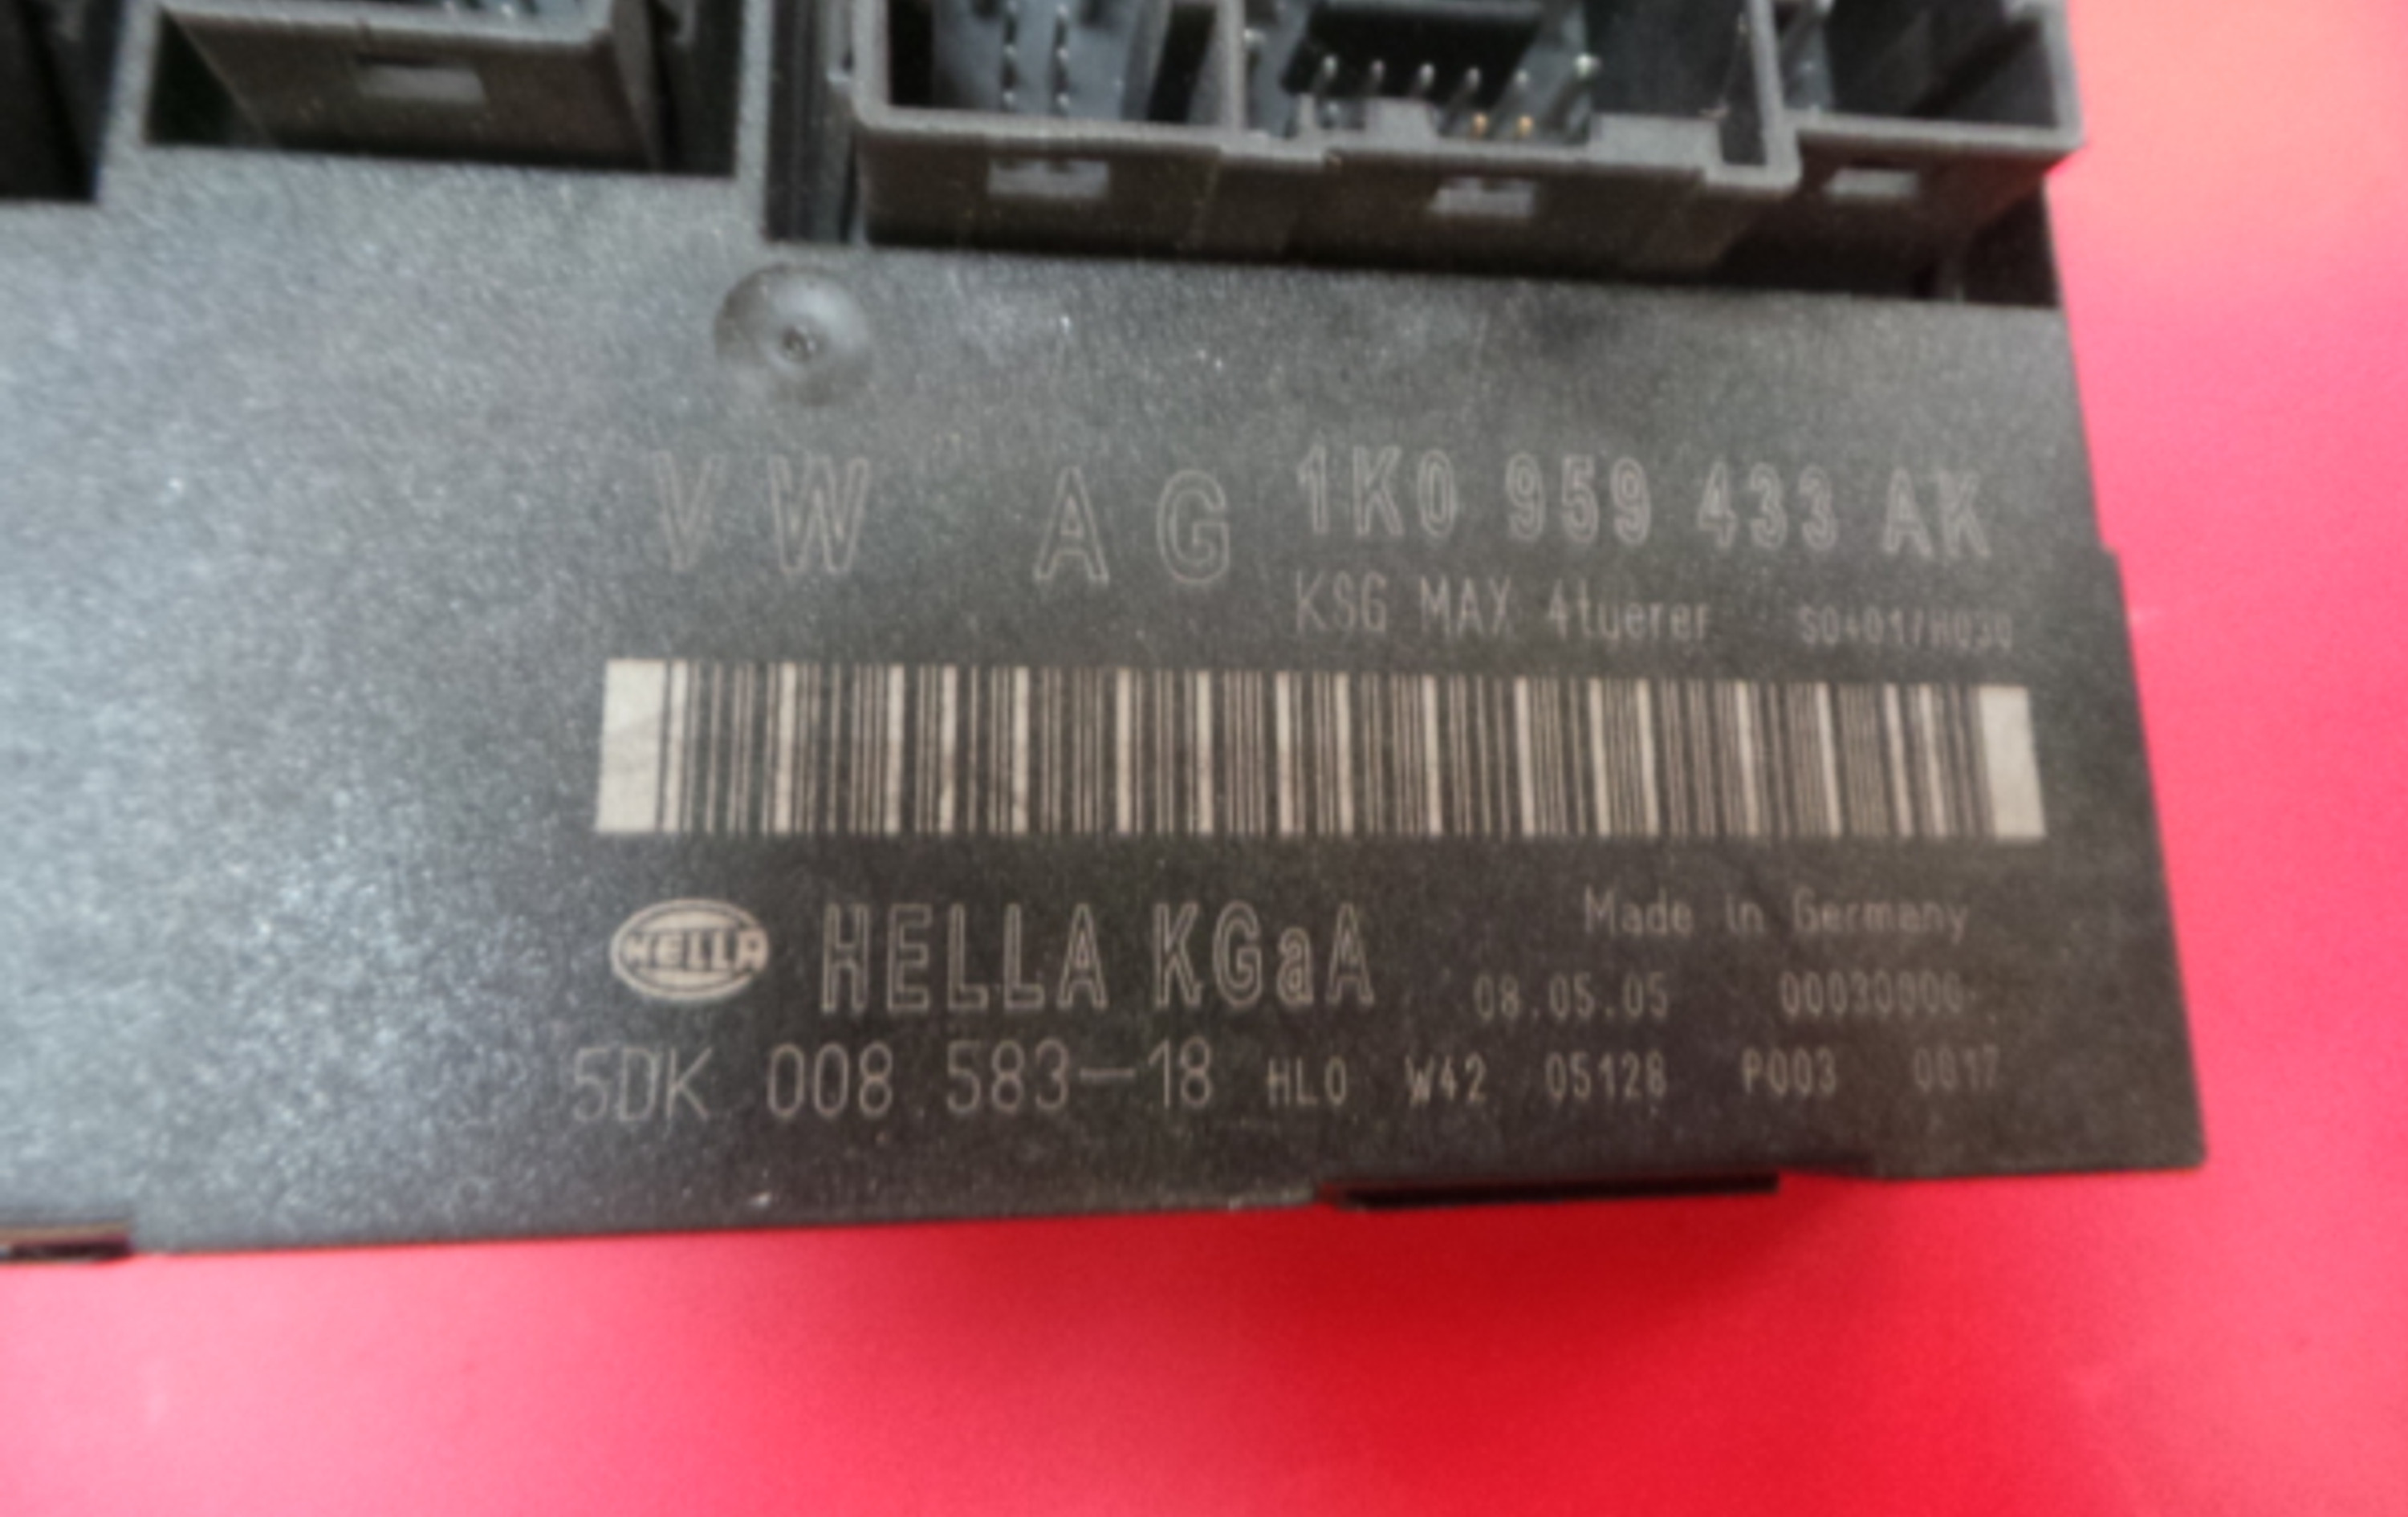 VW AG 1K0 959 433 AK
KSG MAX 4tuerer
HELLA HELLA KGaA
Made in Germany
08.05.05
5DK 008 583-18 HLO W42 05128 P003 0017